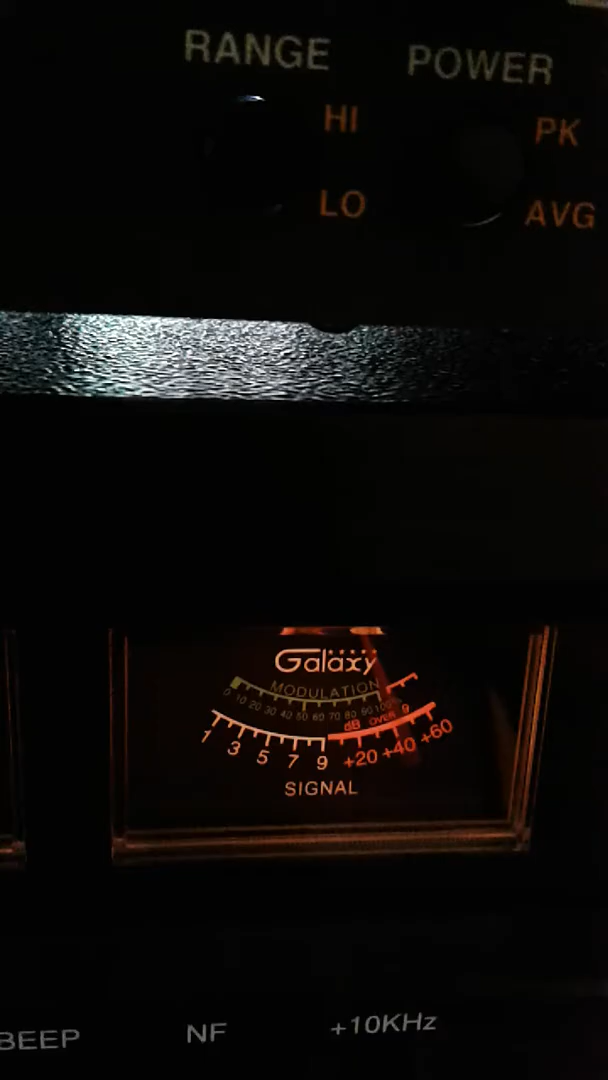 RANGE POWER
HI PK
LO AVG
Galaxy
MODULATION
0 10 20 30 40 50 60 70 80 90 100
dB OVER 9
1 3 5 7 9 +20 +40 +60
SIGNAL
BEEP NF +10KHz